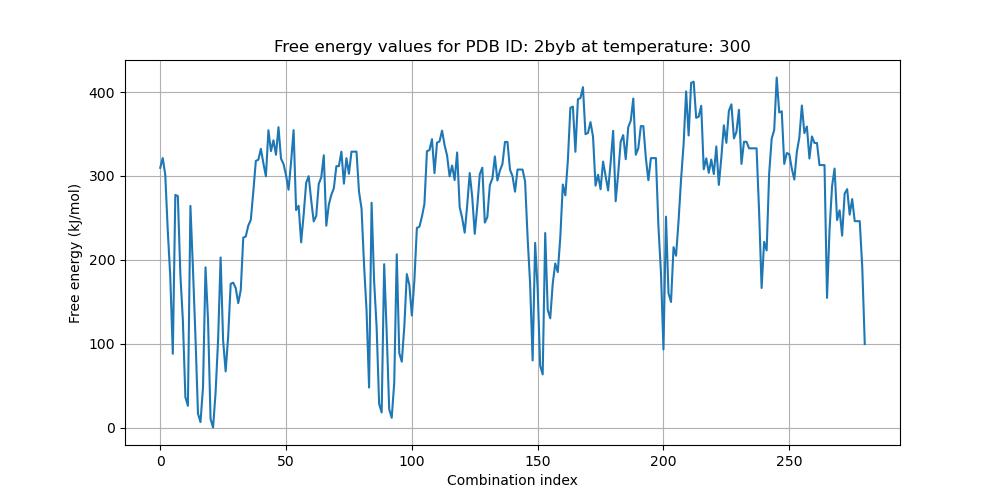 Free energy values for PDB ID: 2byb at temperature: 300
Free energy (kJ/mol)
400
300
200
100
0
0 50 100 150 200 250
Combination index